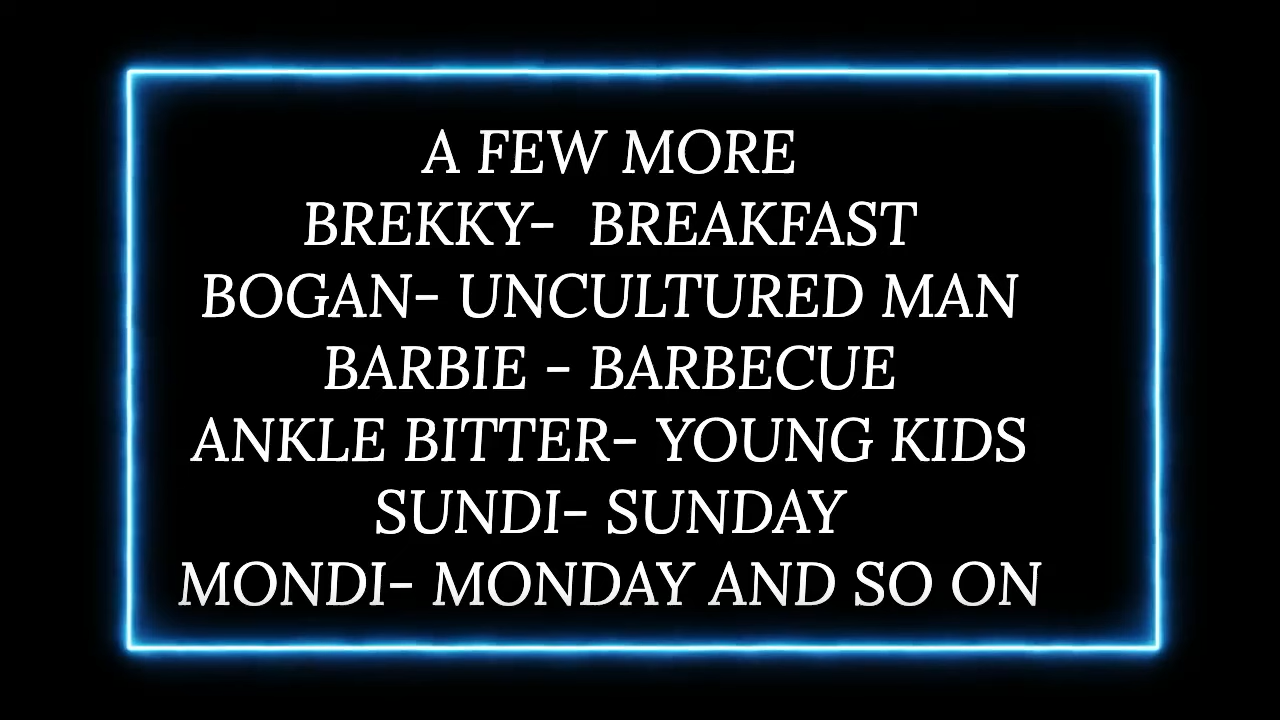 A FEW MORE
BREKKY-  BREAKFAST
BOGAN- UNCULTURED MAN
BARBIE - BARBECUE
ANKLE BITTER- YOUNG KIDS
SUNDI- SUNDAY
MONDI- MONDAY AND SO ON